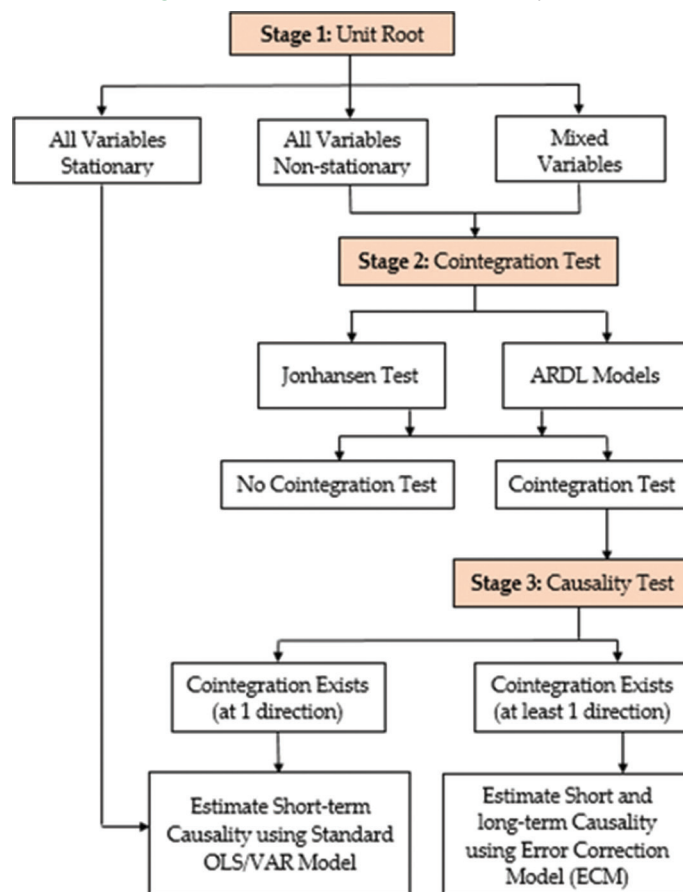 Stage 1: Unit Root
All Variables
Stationary
All Variables
Non-stationary
Mixed
Variables
Stage 2: Cointegration Test
Jonhansen Test
ARDL Models
No Cointegration Test
Cointegration Test
Stage 3: Causality Test
Cointegration Exists
(at 1 direction)
Cointegration Exists
(at least 1 direction)
Estimate Short-term
Causality using Standard
OLS/VAR Model
Estimate Short and
long-term Causality
using Error Correction
Model (ECM)